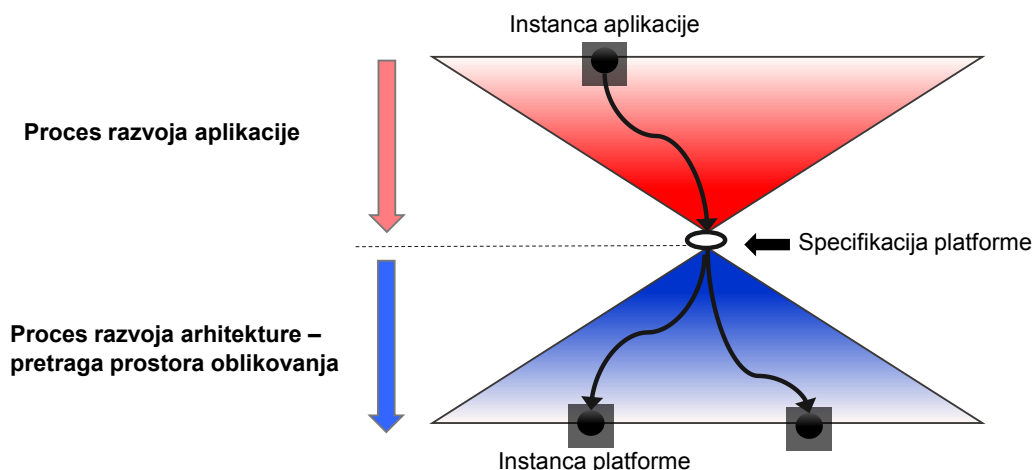 Instanca aplikacije
Proces razvoja aplikacije
Specifikacija platforme
Proces razvoja arhitekture –
pretraga prostora oblikovanja
Instanca platforme